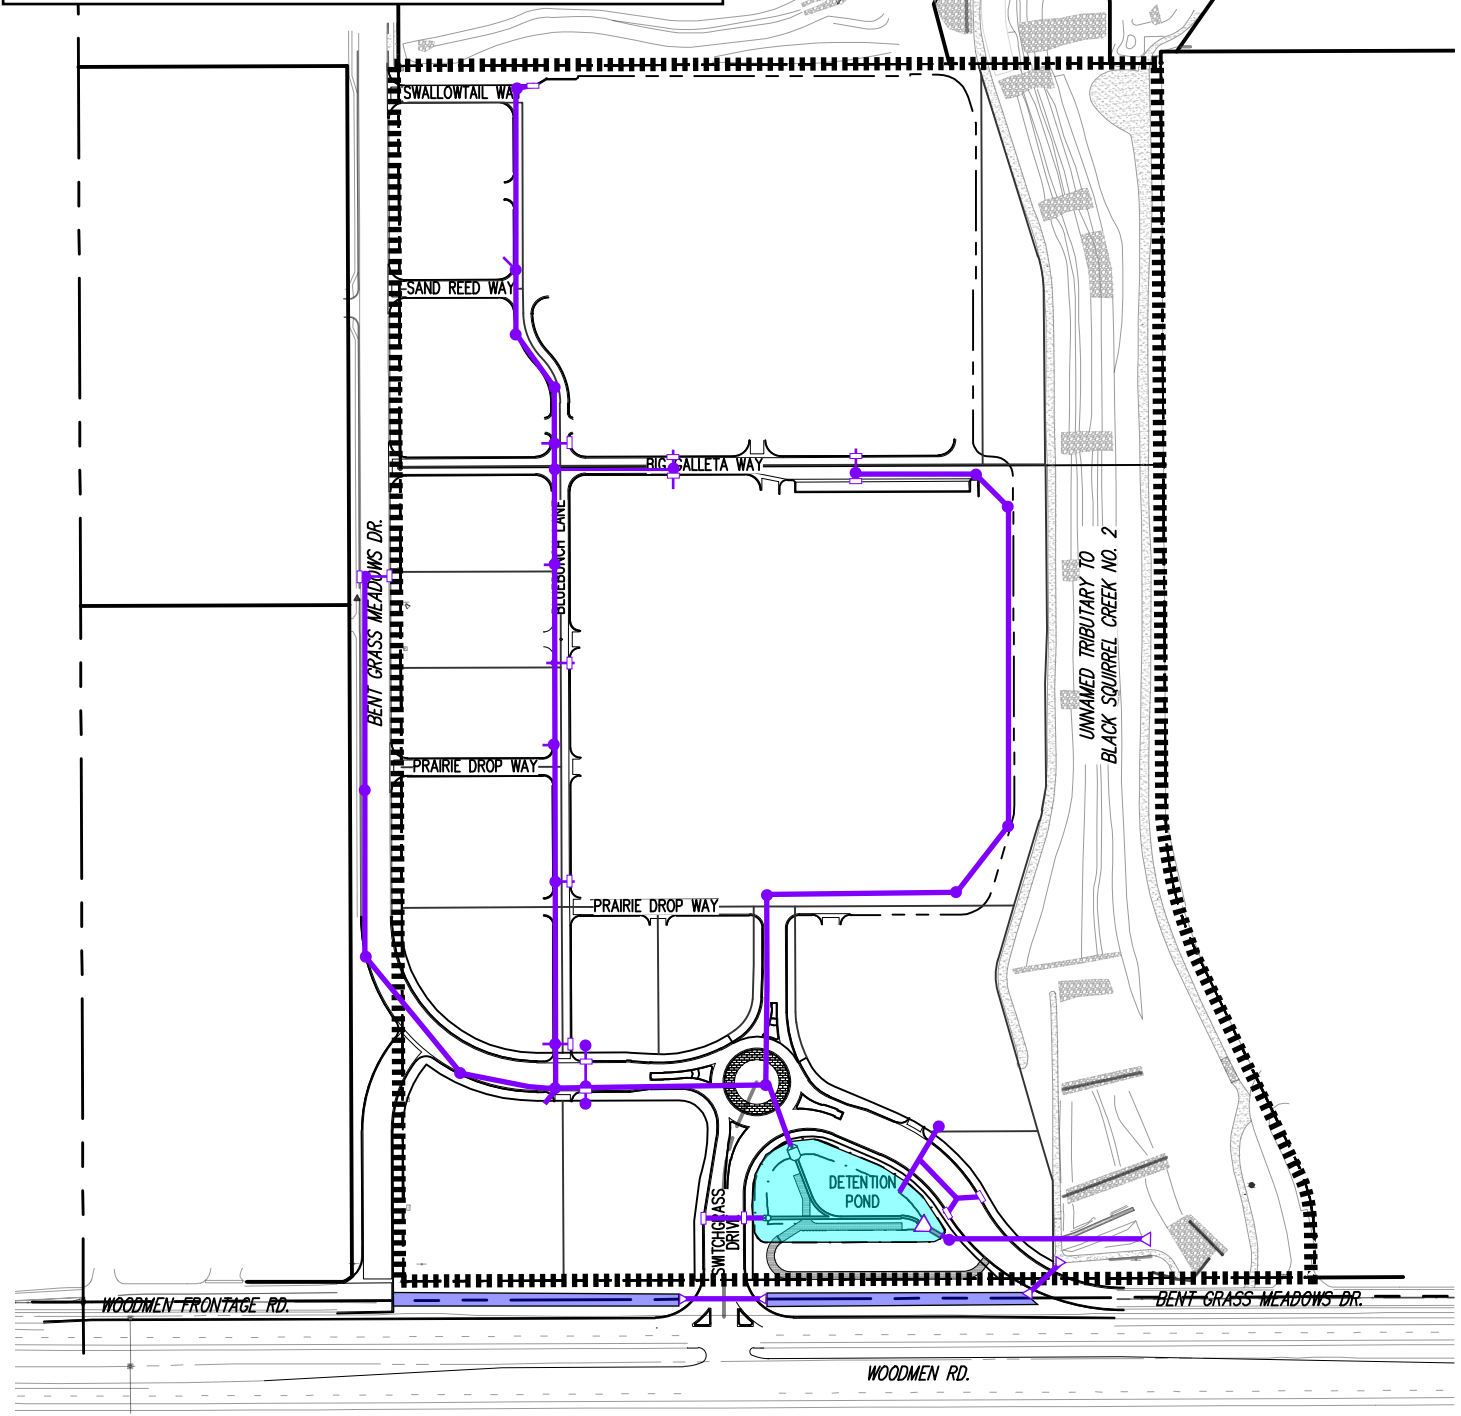 SWALLOWTAIL WAY
SAND REED WAY
BIG GALLETA WAY
BLUEBUNCH LANE
BENT GRASS MEADOWS DR.
UNNAMED TRIBUTARY TO
BLACK SQUIRREL CREEK NO. 2
PRAIRIE DROP WAY
PRAIRIE DROP WAY
DETENTION
POND
SWITCHGRASS
DRIVE
WOODMEN FRONTAGE RD.
BENT GRASS MEADOWS DR.
WOODMEN RD.